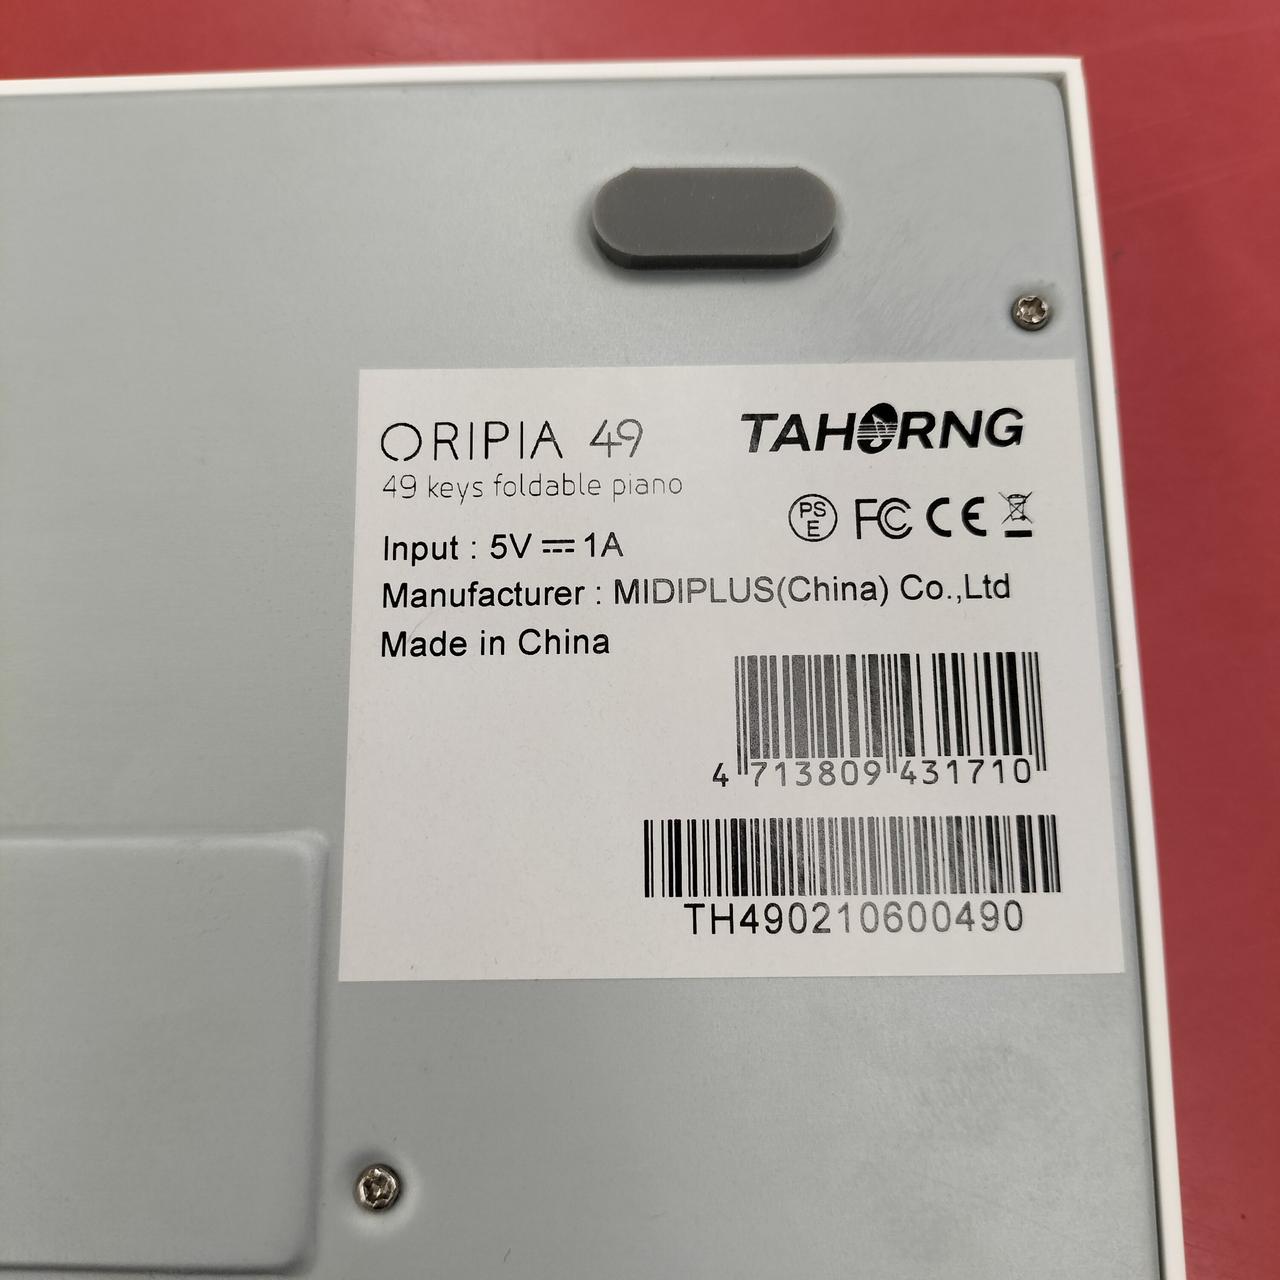 ORIPIA 49
TAHORNG
49 keys foldable piano
PS
E
FC CE
Input : 5V ⎓ 1A
Manufacturer : MIDIPLUS(China) Co.,Ltd
Made in China
4 713809 431710
TH490210600490